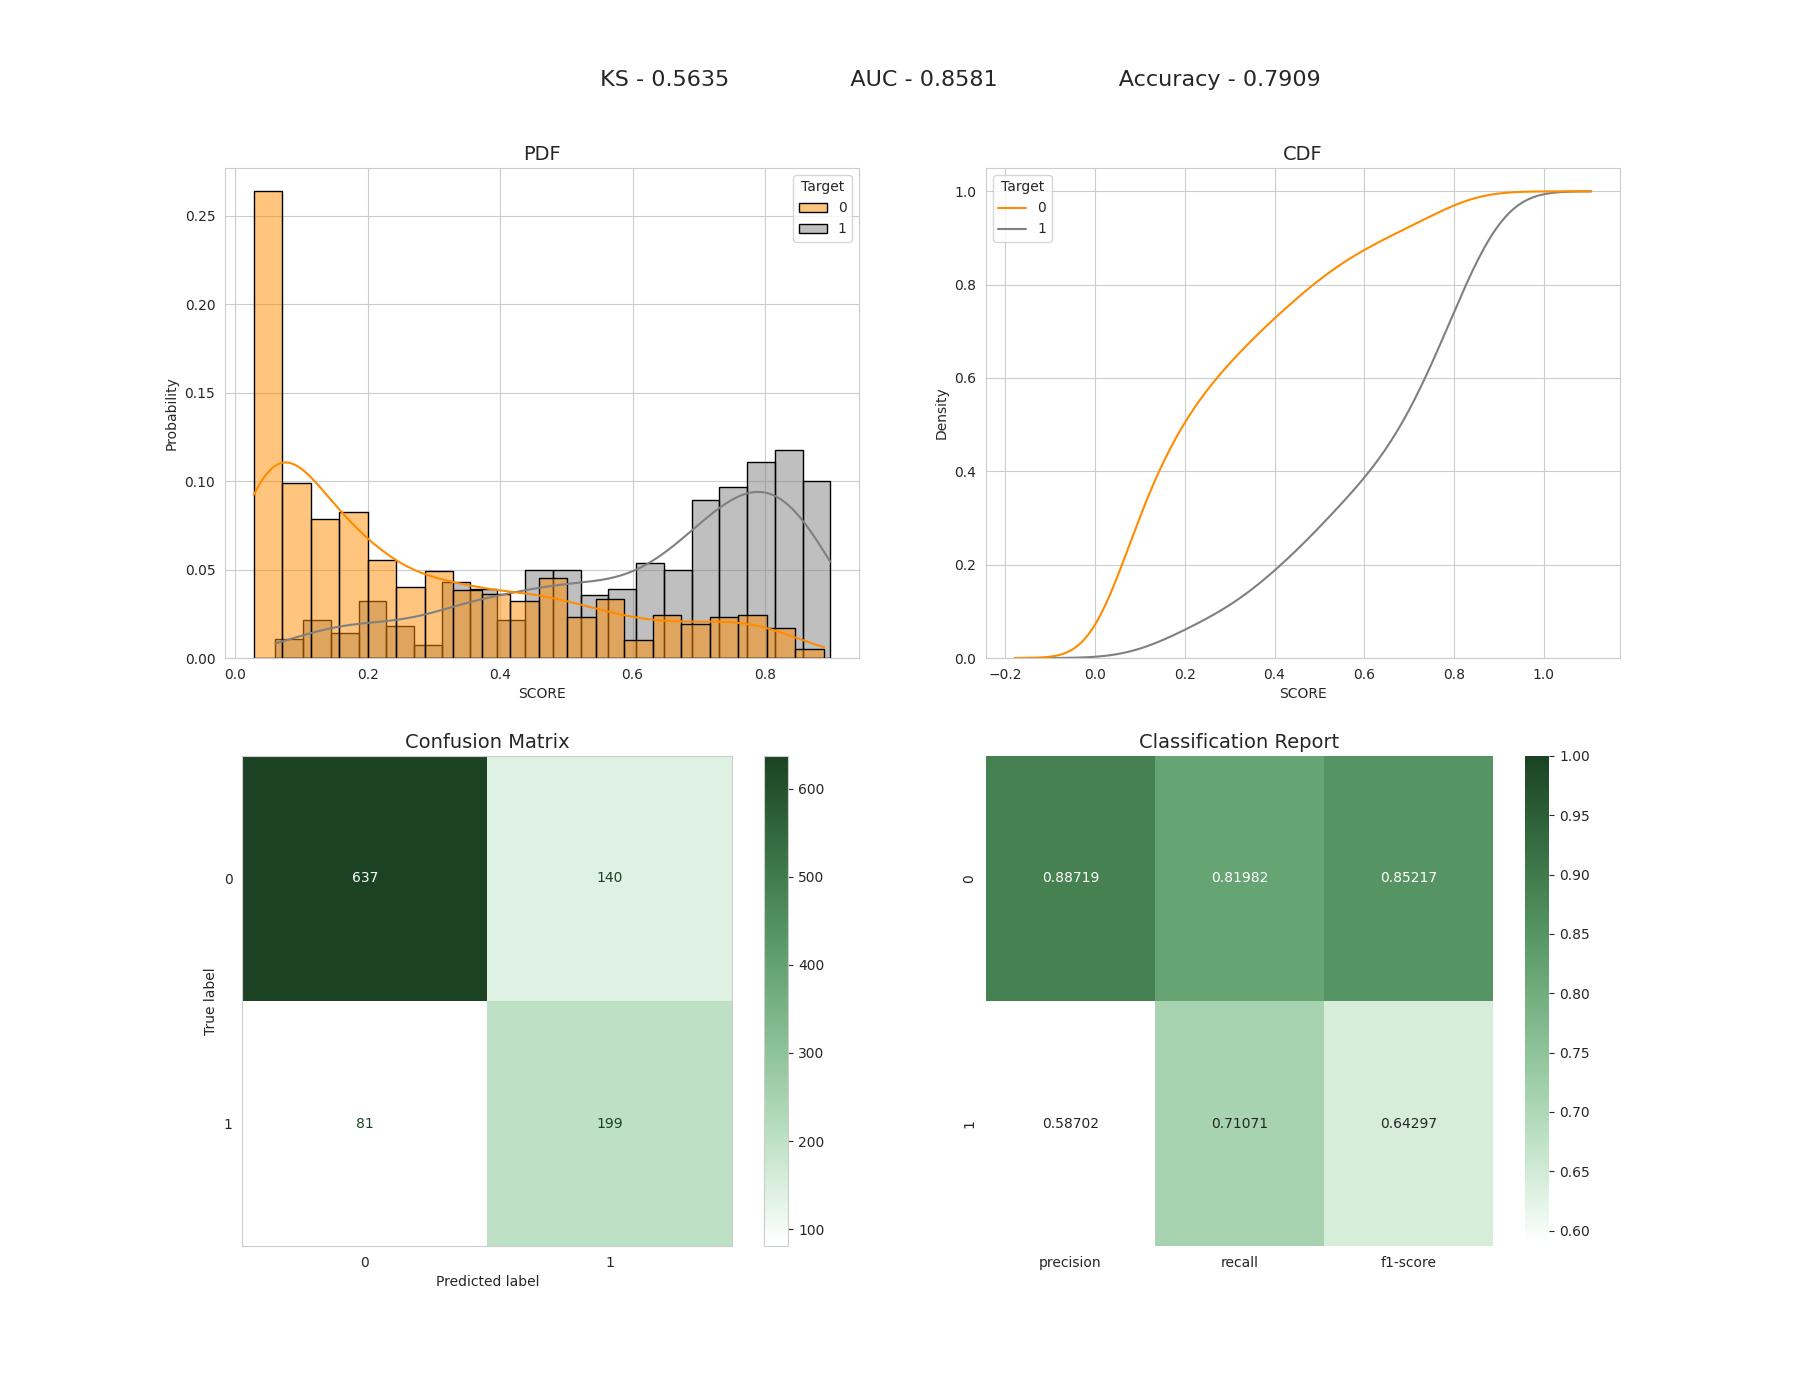 KS - 0.5635 AUC - 0.8581 Accuracy - 0.7909
PDF
Target
0
1
0.25
0.20
0.15
0.10
0.05
0.00
Probability
0.0 0.2 0.4 0.6 0.8
SCORE
CDF
Target
0
1
1.0
0.8
0.6
0.4
0.2
0.0
Density
−0.2 0.0 0.2 0.4 0.6 0.8 1.0
SCORE
Confusion Matrix
0 637 140
1 81 199
True label
0 1
Predicted label
600
500
400
300
200
100
Classification Report
0 0.88719 0.81982 0.85217
1 0.58702 0.71071 0.64297
precision recall f1-score
1.00
0.95
0.90
0.85
0.80
0.75
0.70
0.65
0.60